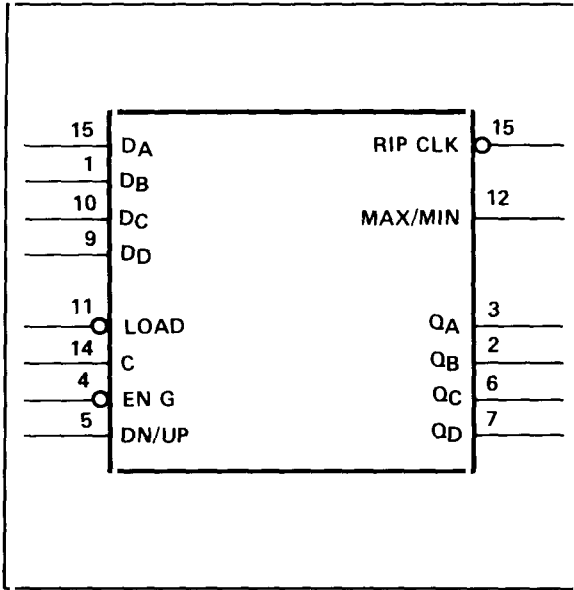 15 DA RIP CLK 15
1 DB
10 DC MAX/MIN 12
9 DD
11 LOAD QA 3
14 C QB 2
4 EN G QC 6
5 DN/UP QD 7